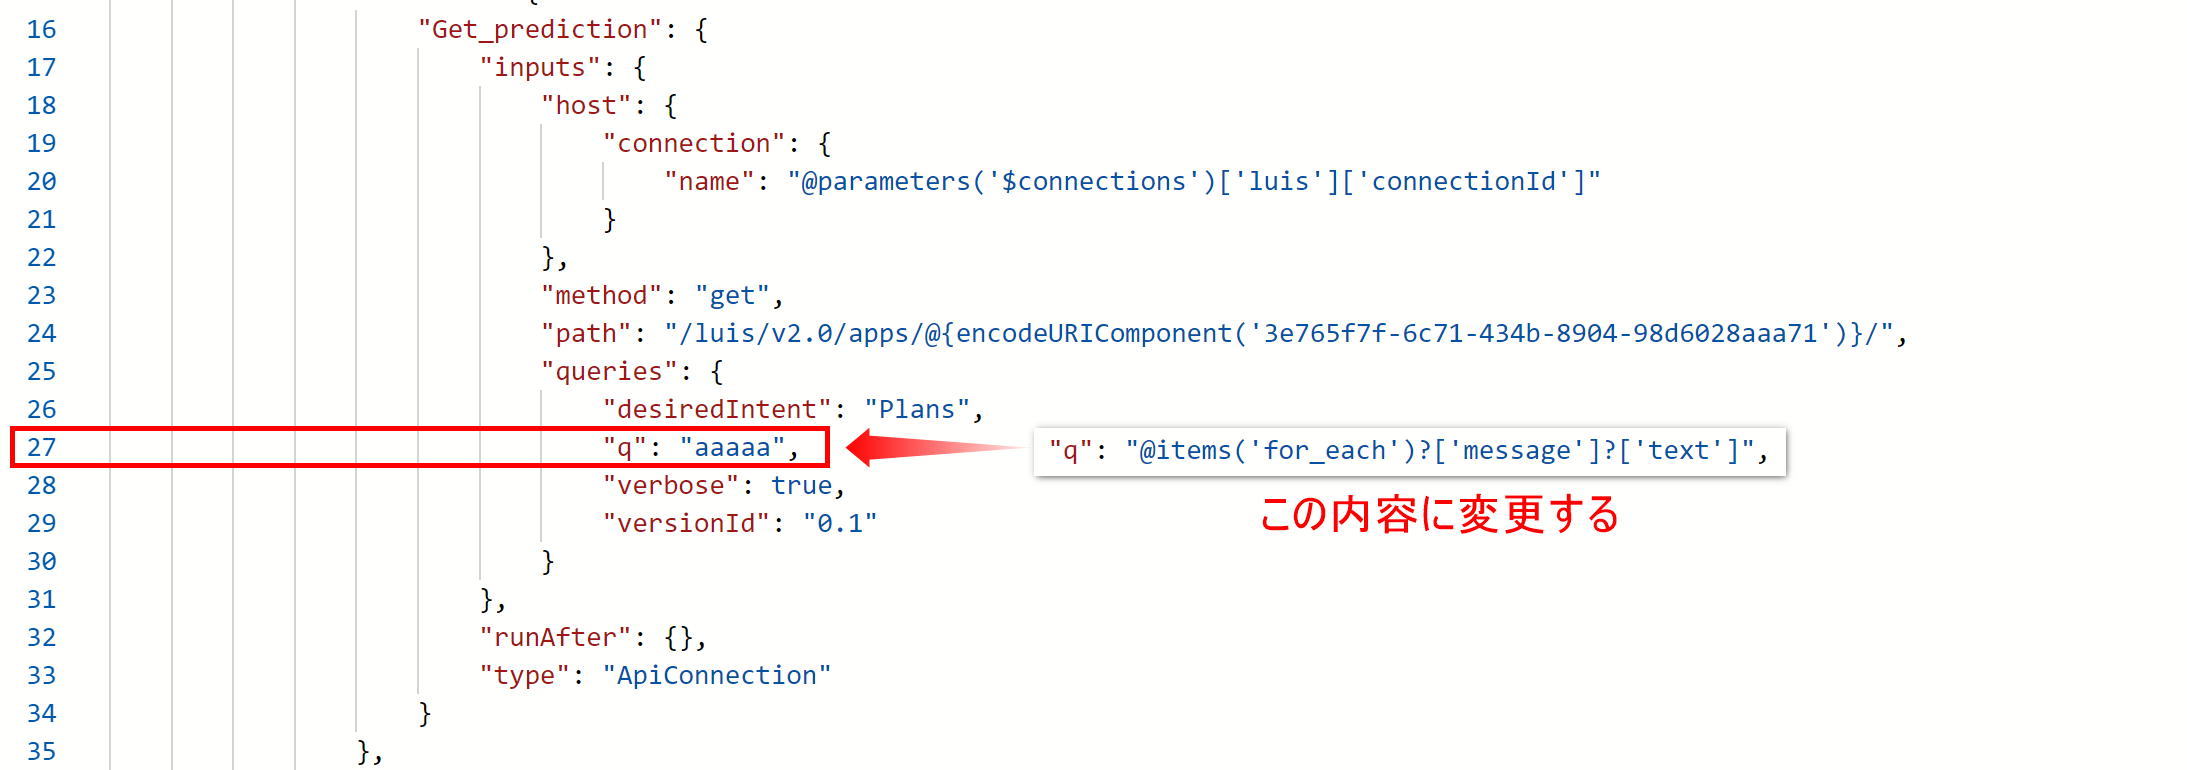 {
16 "Get_prediction": {
17 "inputs": {
18 "host": {
19 "connection": {
20 "name": "@parameters('$connections')['luis']['connectionId']"
21 }
22 },
23 "method": "get",
24 "path": "/luis/v2.0/apps/@{encodeURIComponent('3e765f7f-6c71-434b-8904-98d6028aaa71')}/",
25 "queries": {
26 "desiredIntent": "Plans",
27 "q": "aaaaa",
"q": "@items('for_each')?['message']?['text']",
28 "verbose": true,
この内容に変更する
29 "versionId": "0.1"
30 }
31 },
32 "runAfter": {},
33 "type": "ApiConnection"
34 }
35 },